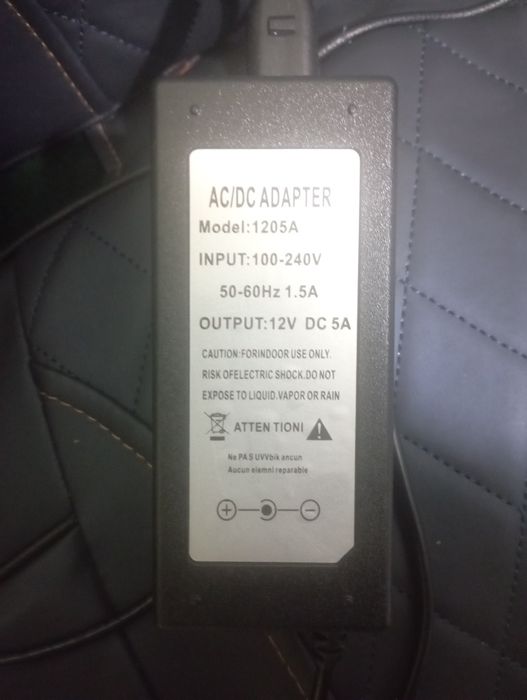 AC/DC ADAPTER
Model:1205A
INPUT:100-240V
50-60Hz 1.5A
OUTPUT:12V DC 5A
CAUTION:FORINDOOR USE ONLY.
RISK OFELECTRIC SHOCK.DO NOT
EXPOSE TO LIQUID.VAPOR OR RAIN
ATTEN TIONI
Ne PAS UVVbik ancun
Aucun elemni reparable